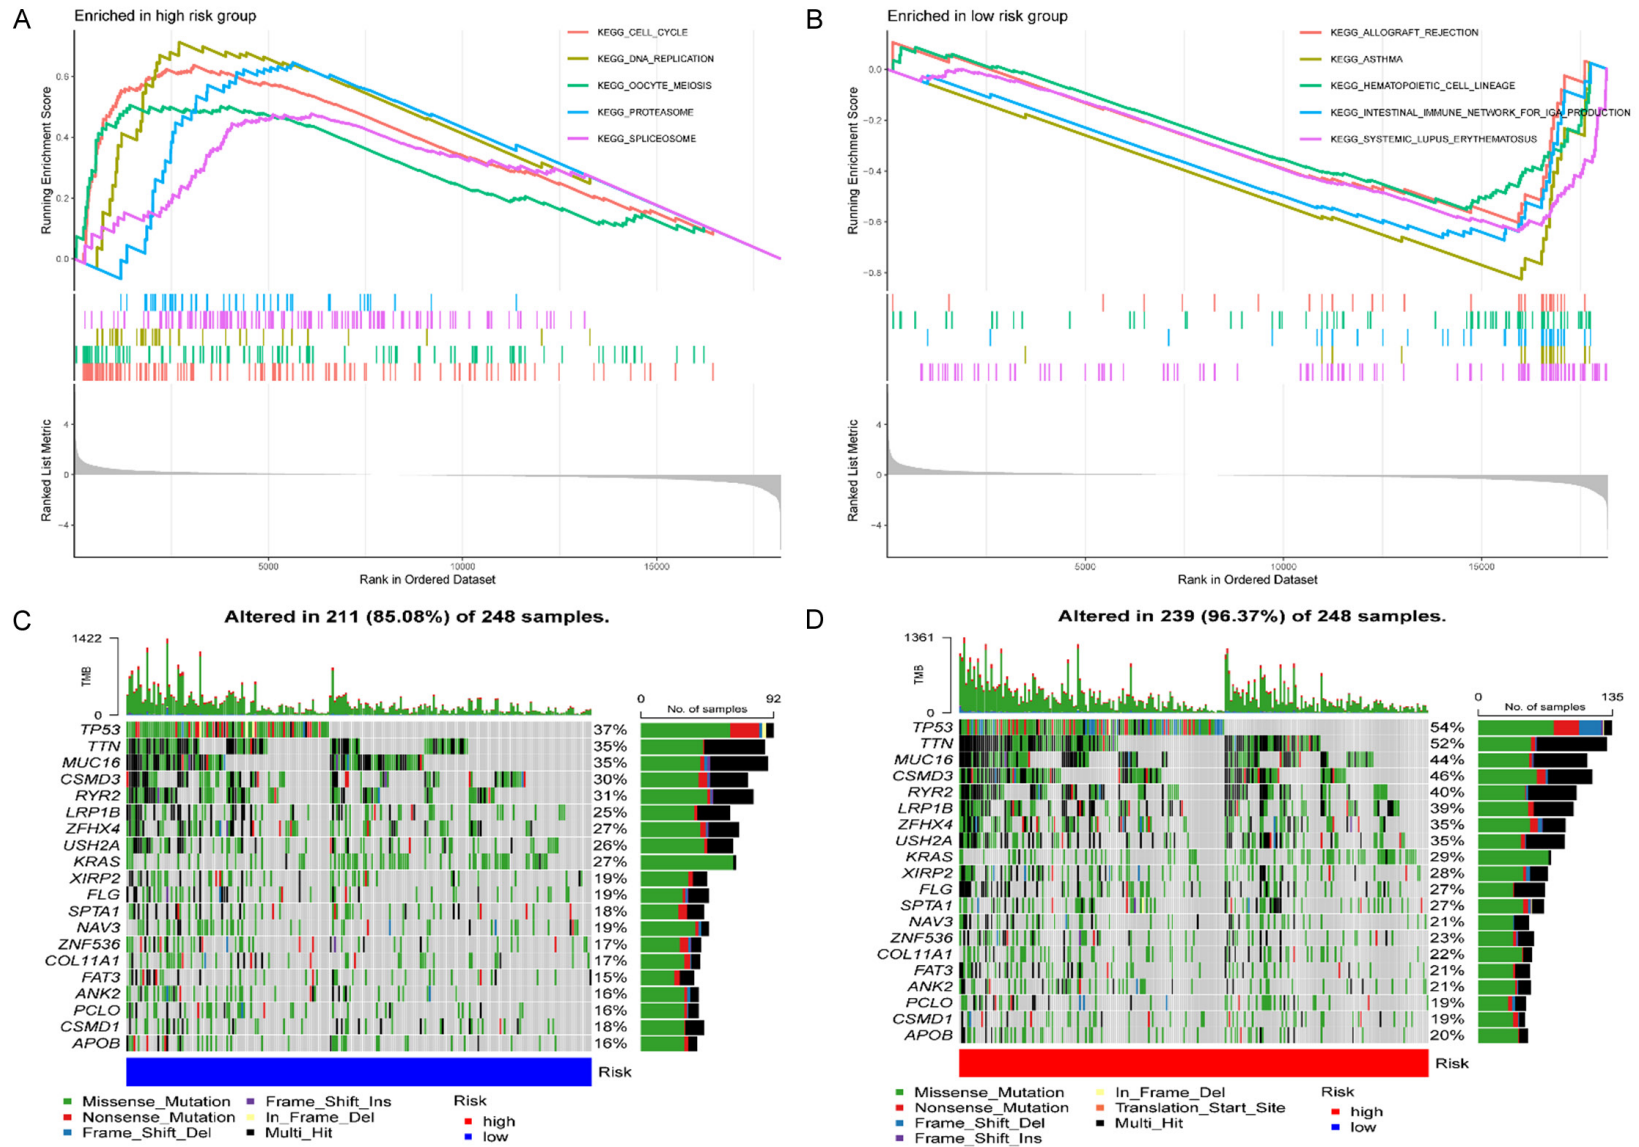 A
Enriched in high risk group
KEGG_CELL_CYCLE
KEGG_DNA_REPLICATION
KEGG_OOCYTE_MEIOSIS
KEGG_PROTEASOME
KEGG_SPLICEOSOME
Running Enrichment Score
0.6
0.4
0.2
0.0
Ranked List Metric
4
0
−4
5000 10000 15000
Rank in Ordered Dataset
B
Enriched in low risk group
KEGG_ALLOGRAFT_REJECTION
KEGG_ASTHMA
KEGG_HEMATOPOIETIC_CELL_LINEAGE
KEGG_INTESTINAL_IMMUNE_NETWORK_FOR_IGA_PRODUCTION
KEGG_SYSTEMIC_LUPUS_ERYTHEMATOSUS
Running Enrichment Score
0.0
−0.2
−0.4
−0.6
−0.8
Ranked List Metric
4
0
−4
5000 10000 15000
Rank in Ordered Dataset
C
Altered in 211 (85.08%) of 248 samples.
1422
TMB
0
0 92
No. of samples
TP53 37%
TTN 35%
MUC16 35%
CSMD3 30%
RYR2 31%
LRP1B 25%
ZFHX4 27%
USH2A 26%
KRAS 27%
XIRP2 19%
FLG 19%
SPTA1 18%
NAV3 19%
ZNF536 17%
COL11A1 17%
FAT3 15%
ANK2 16%
PCLO 16%
CSMD1 18%
APOB 16%
Risk
Missense_Mutation
Nonsense_Mutation
Frame_Shift_Del
Frame_Shift_Ins
In_Frame_Del
Multi_Hit
Risk
high
low
D
Altered in 239 (96.37%) of 248 samples.
1361
TMB
0
0 135
No. of samples
TP53 54%
TTN 52%
MUC16 44%
CSMD3 46%
RYR2 40%
LRP1B 39%
ZFHX4 35%
USH2A 35%
KRAS 29%
XIRP2 28%
FLG 27%
SPTA1 27%
NAV3 21%
ZNF536 23%
COL11A1 22%
FAT3 21%
ANK2 21%
PCLO 19%
CSMD1 19%
APOB 20%
Risk
Missense_Mutation
Nonsense_Mutation
Frame_Shift_Del
Frame_Shift_Ins
In_Frame_Del
Translation_Start_Site
Multi_Hit
Risk
high
low